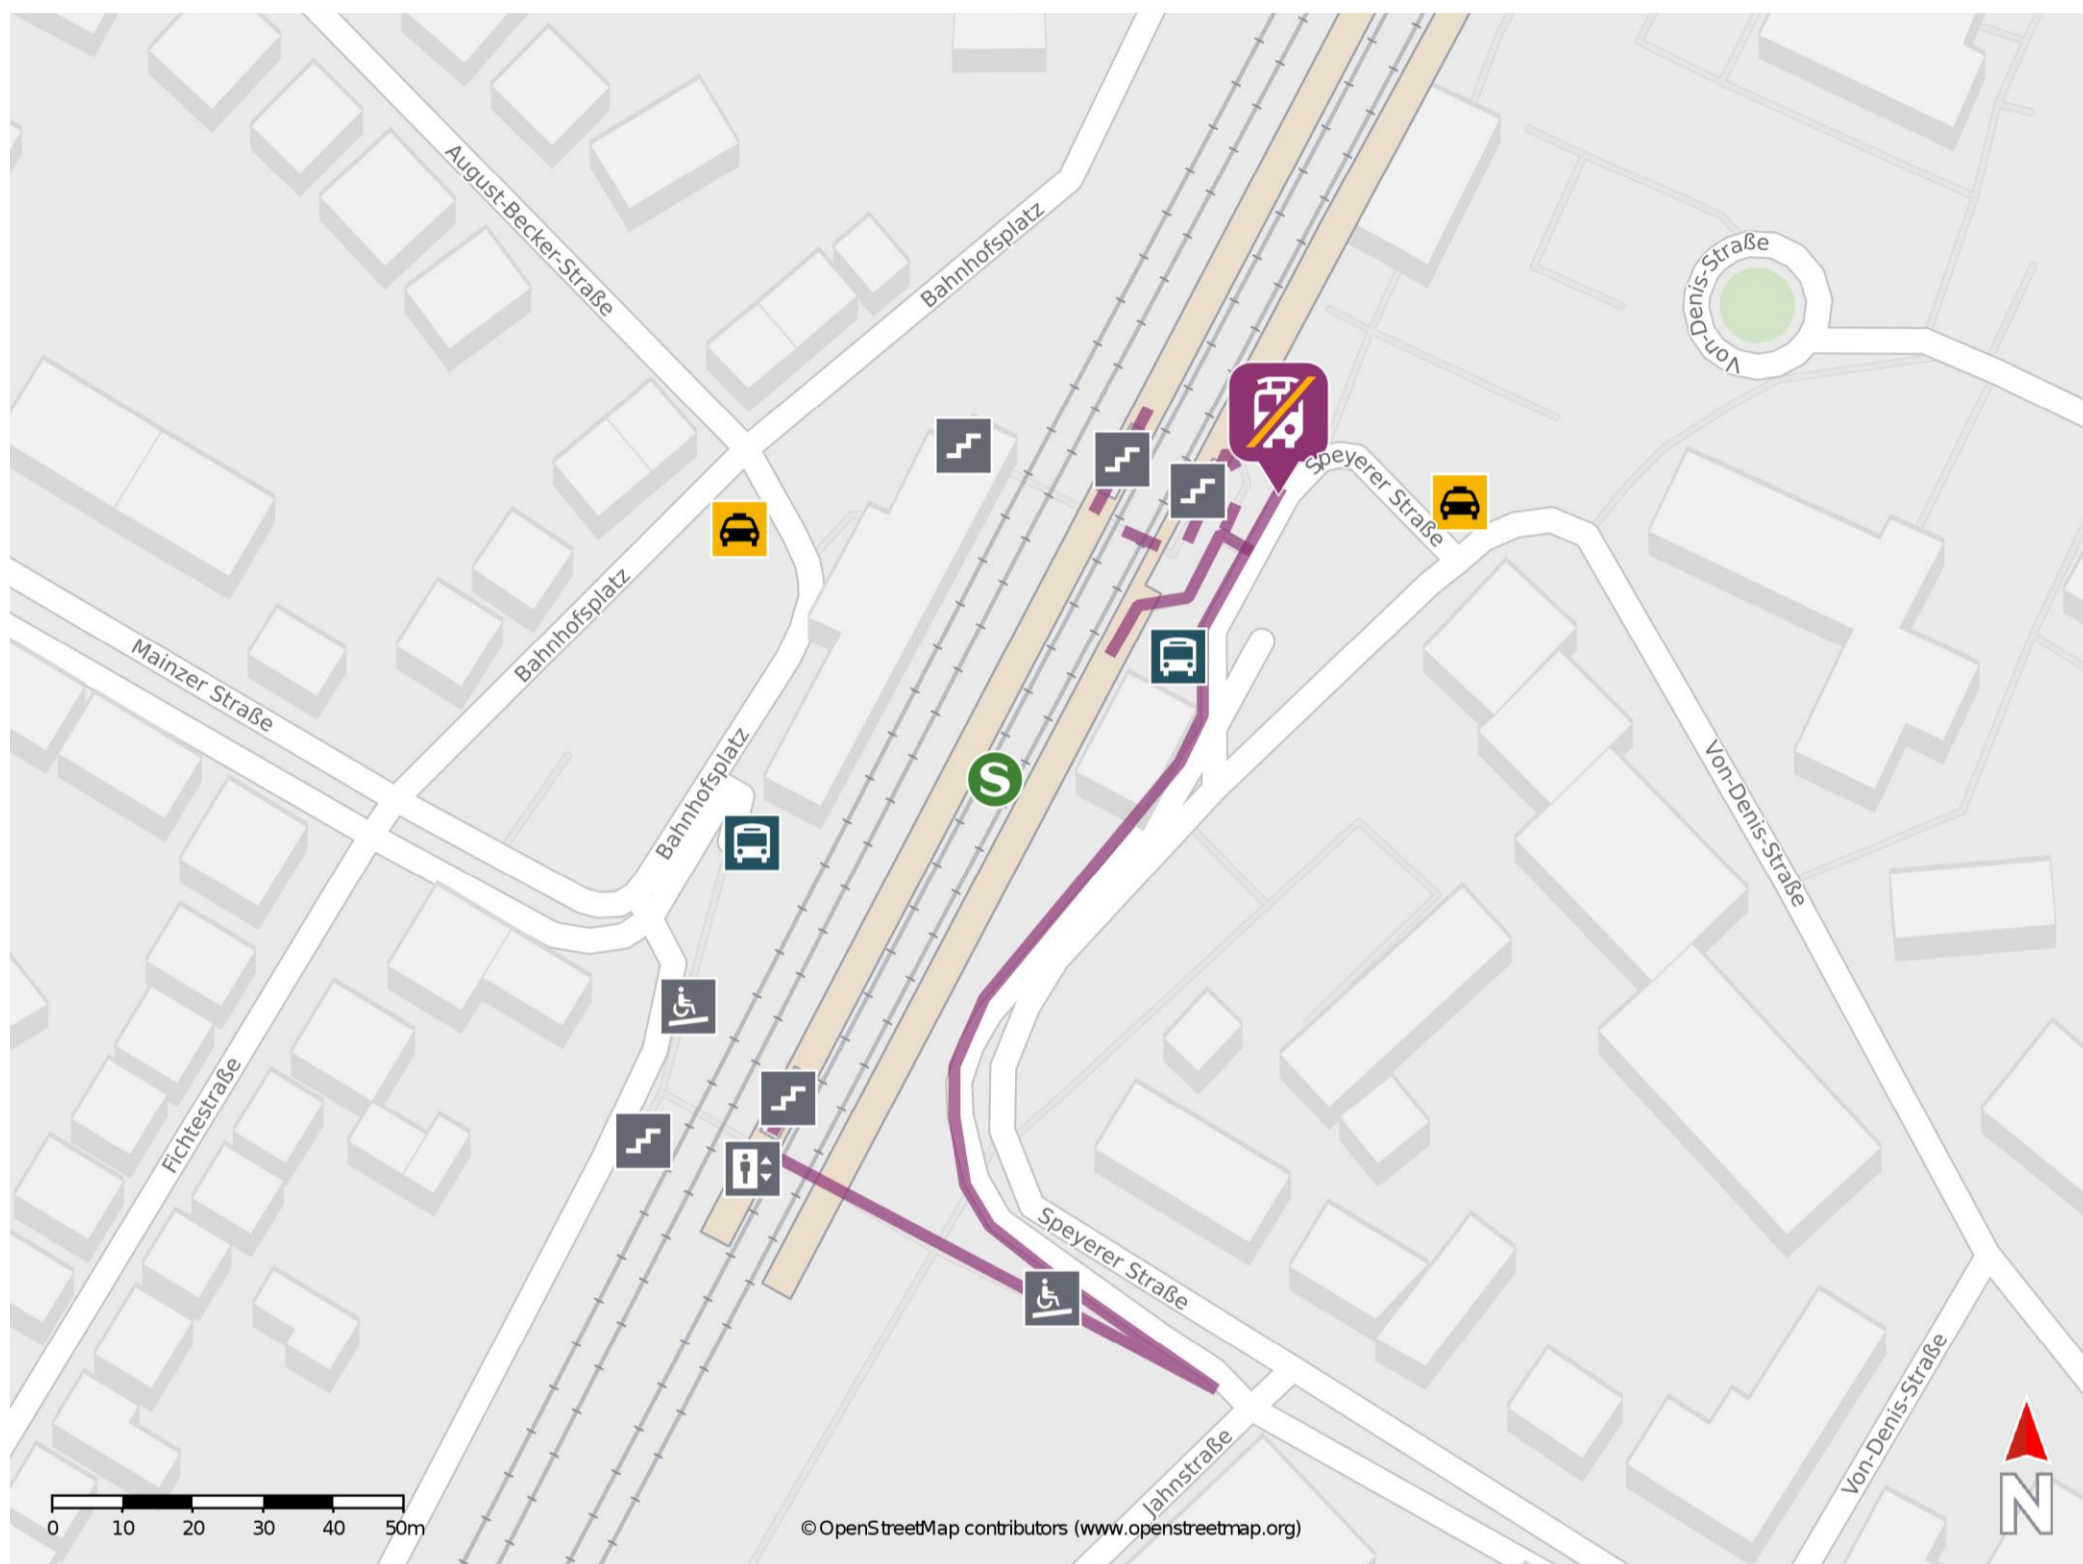 August-Becker-Straße
Bahnhofsplatz
Von-Denis-Straße
Speyerer Straße
Mainzer Straße
Bahnhofsplatz
Bahnhofsplatz
S
Von-Denis-Straße
Fichtestraße
Speyerer Straße
Von-Denis-Straße
Jahnstraße
N
0 10 20 30 40 50m
© OpenStreetMap contributors (www.openstreetmap.org)